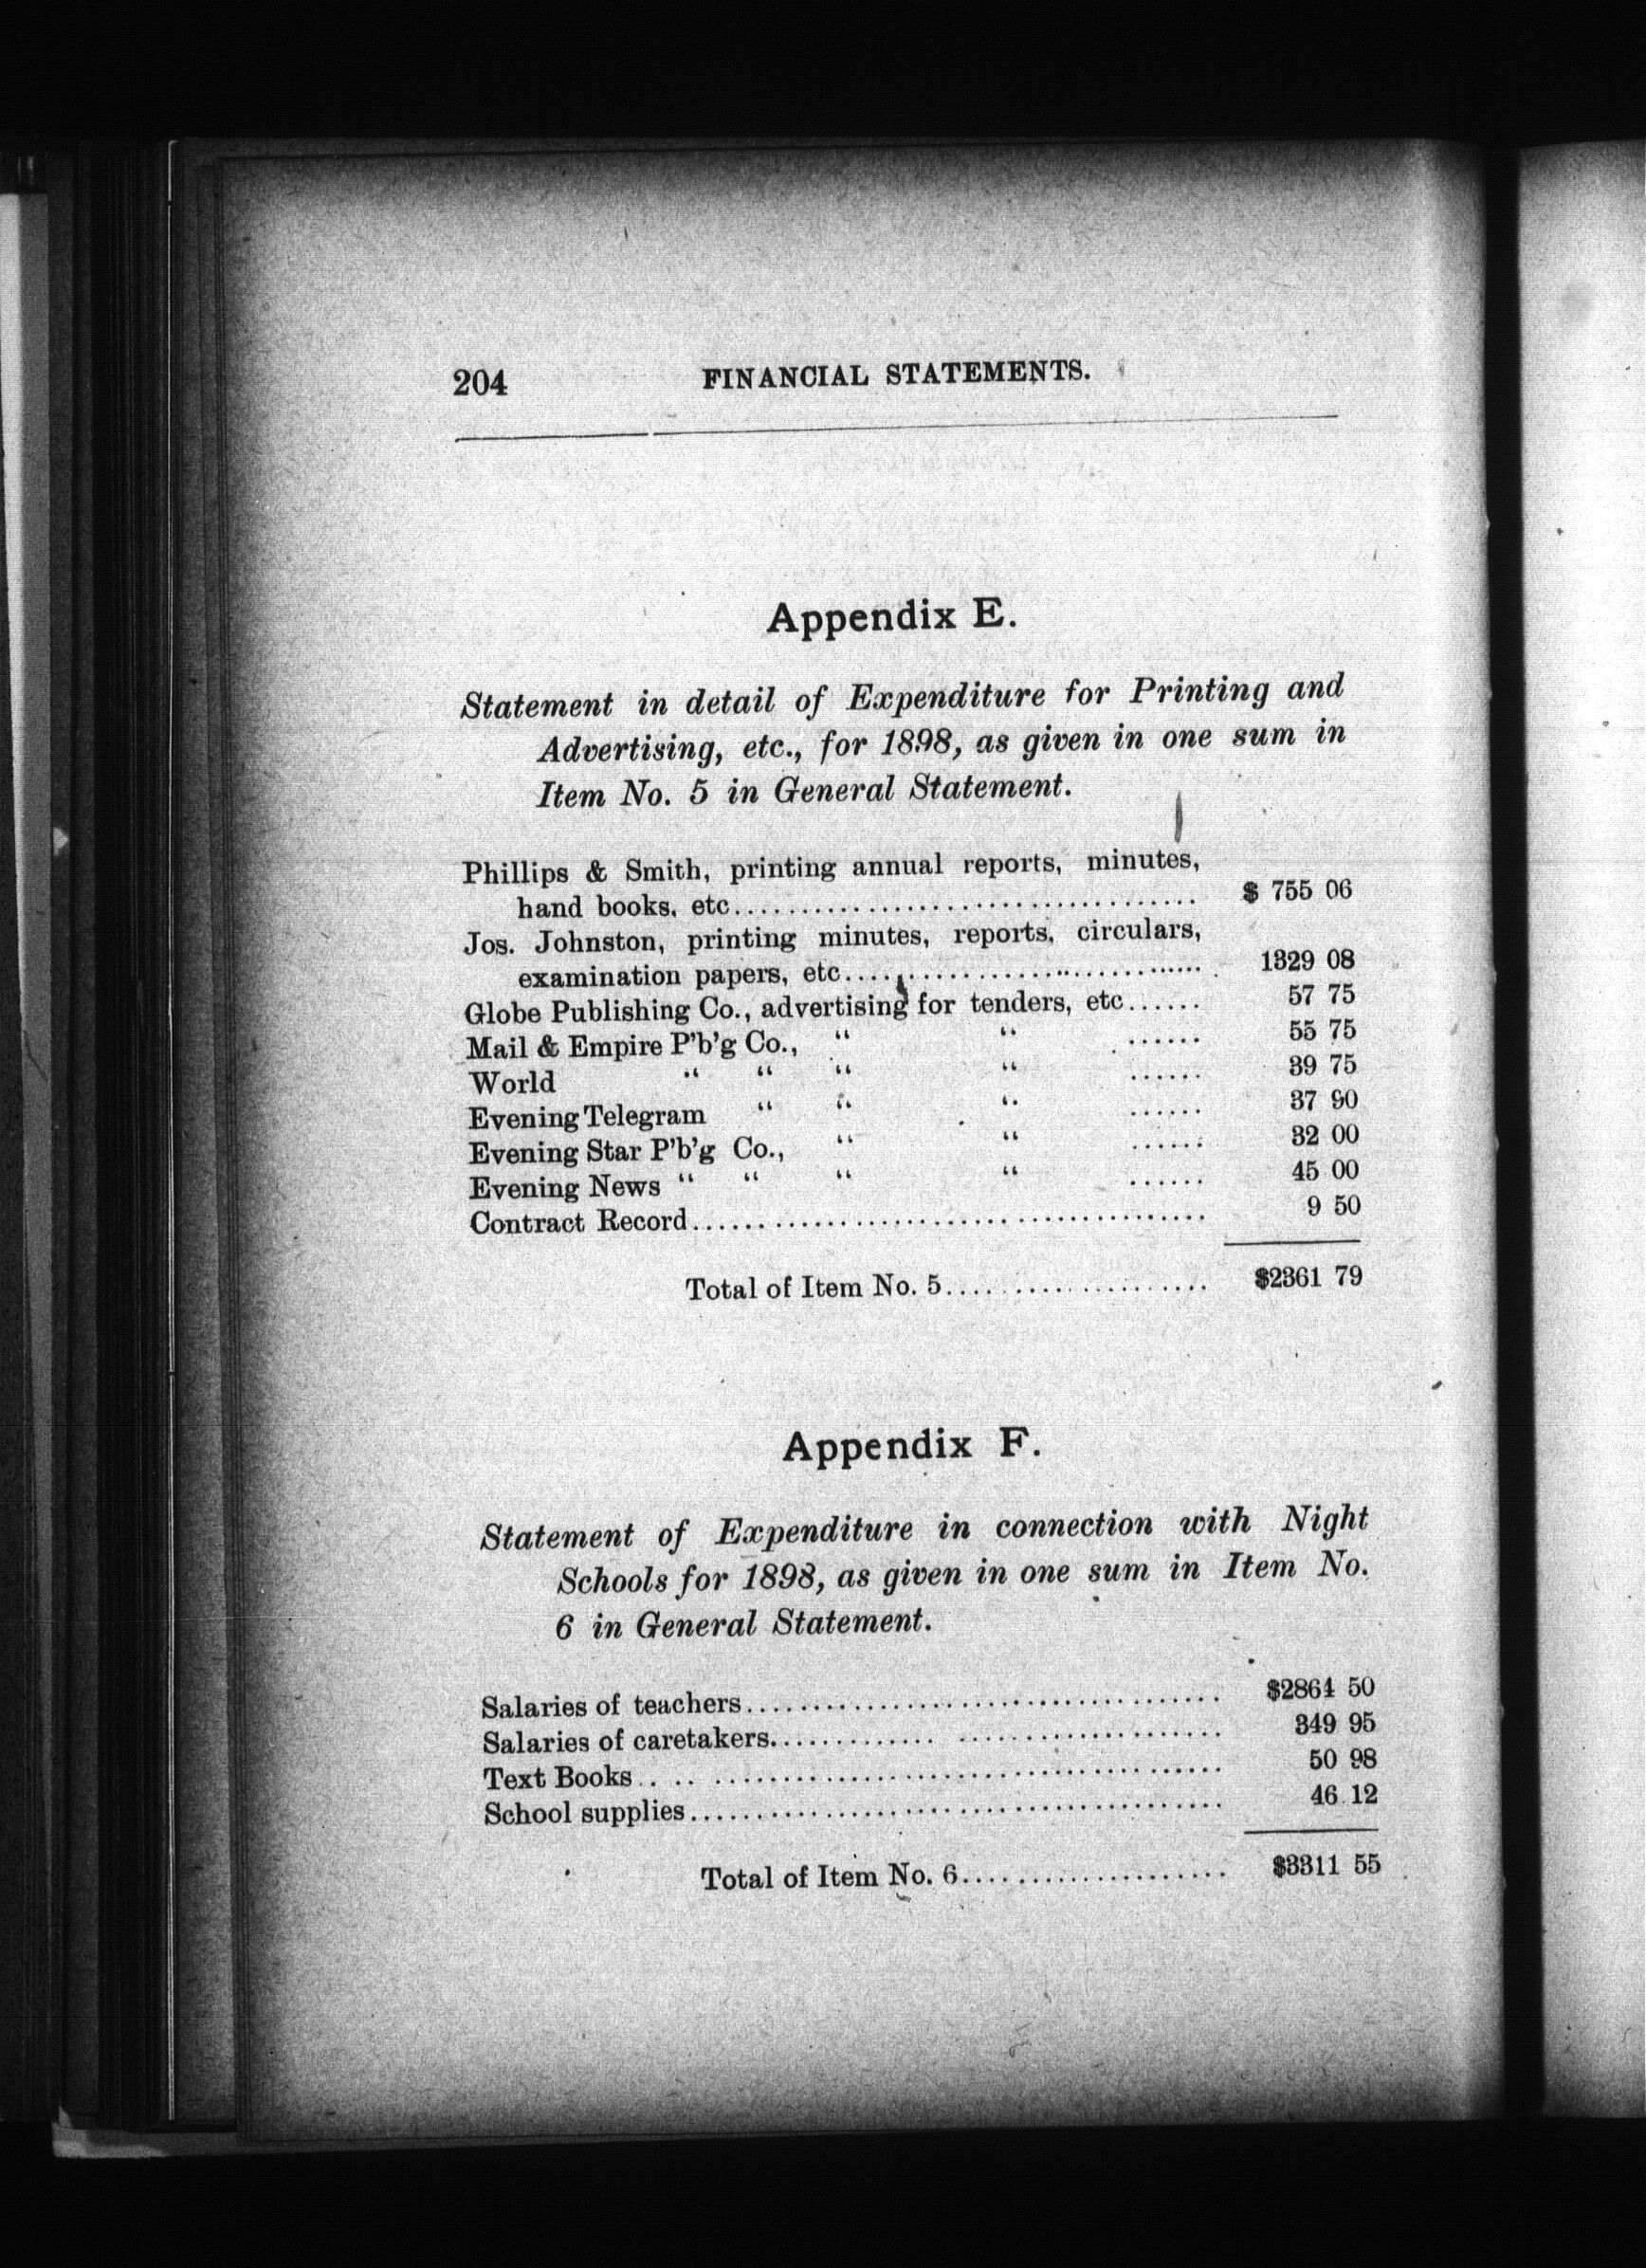 204 FINANCIAL STATEMENTS.
Appendix E.
Statement in detail of Expenditure for Printing and
Advertising, etc., for 1898, as given in one sum in
Item No. 5 in General Statement.
Phillips & Smith, printing annual reports, minutes,
hand books, etc........................................ $ 755 06
Jos. Johnston, printing minutes, reports, circulars,
examination papers, etc................................ 1329 08
Globe Publishing Co., advertising for tenders, etc...... 57 75
Mail & Empire P'b'g Co., " " ...... 55 75
World " " " " ...... 39 75
Evening Telegram " " " ...... 37 90
Evening Star P'b'g Co., " " ...... 32 00
Evening News " " " " ...... 45 00
Contract Record........................................ 9 50
Total of Item No. 5.................... $2361 79
Appendix F.
Statement of Expenditure in connection with Night
Schools for 1898, as given in one sum in Item No.
6 in General Statement.
Salaries of teachers.................................... $2864 50
Salaries of caretakers.................................. 349 95
Text Books.............................................. 50 98
School supplies......................................... 46 12
Total of Item No. 6.................... $3311 55